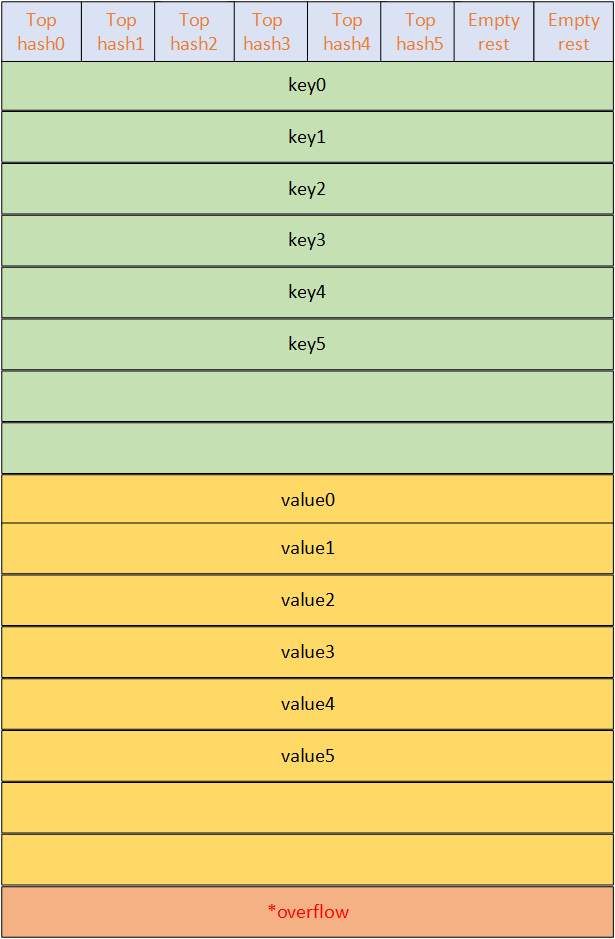 Top hash0
Top hash1
Top hash2
Top hash3
Top hash4
Top hash5
Empty rest
Empty rest
key0
key1
key2
key3
key4
key5
value0
value1
value2
value3
value4
value5
*overflow